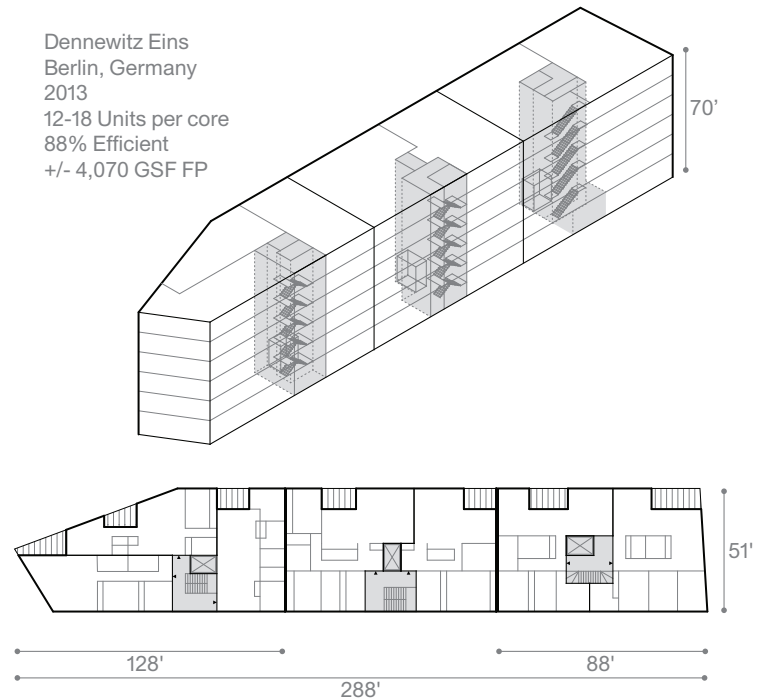 Dennewitz Eins
Berlin, Germany
2013
12-18 Units per core
88% Efficient
+/- 4,070 GSF FP
70’
51'
128'
88'
288'